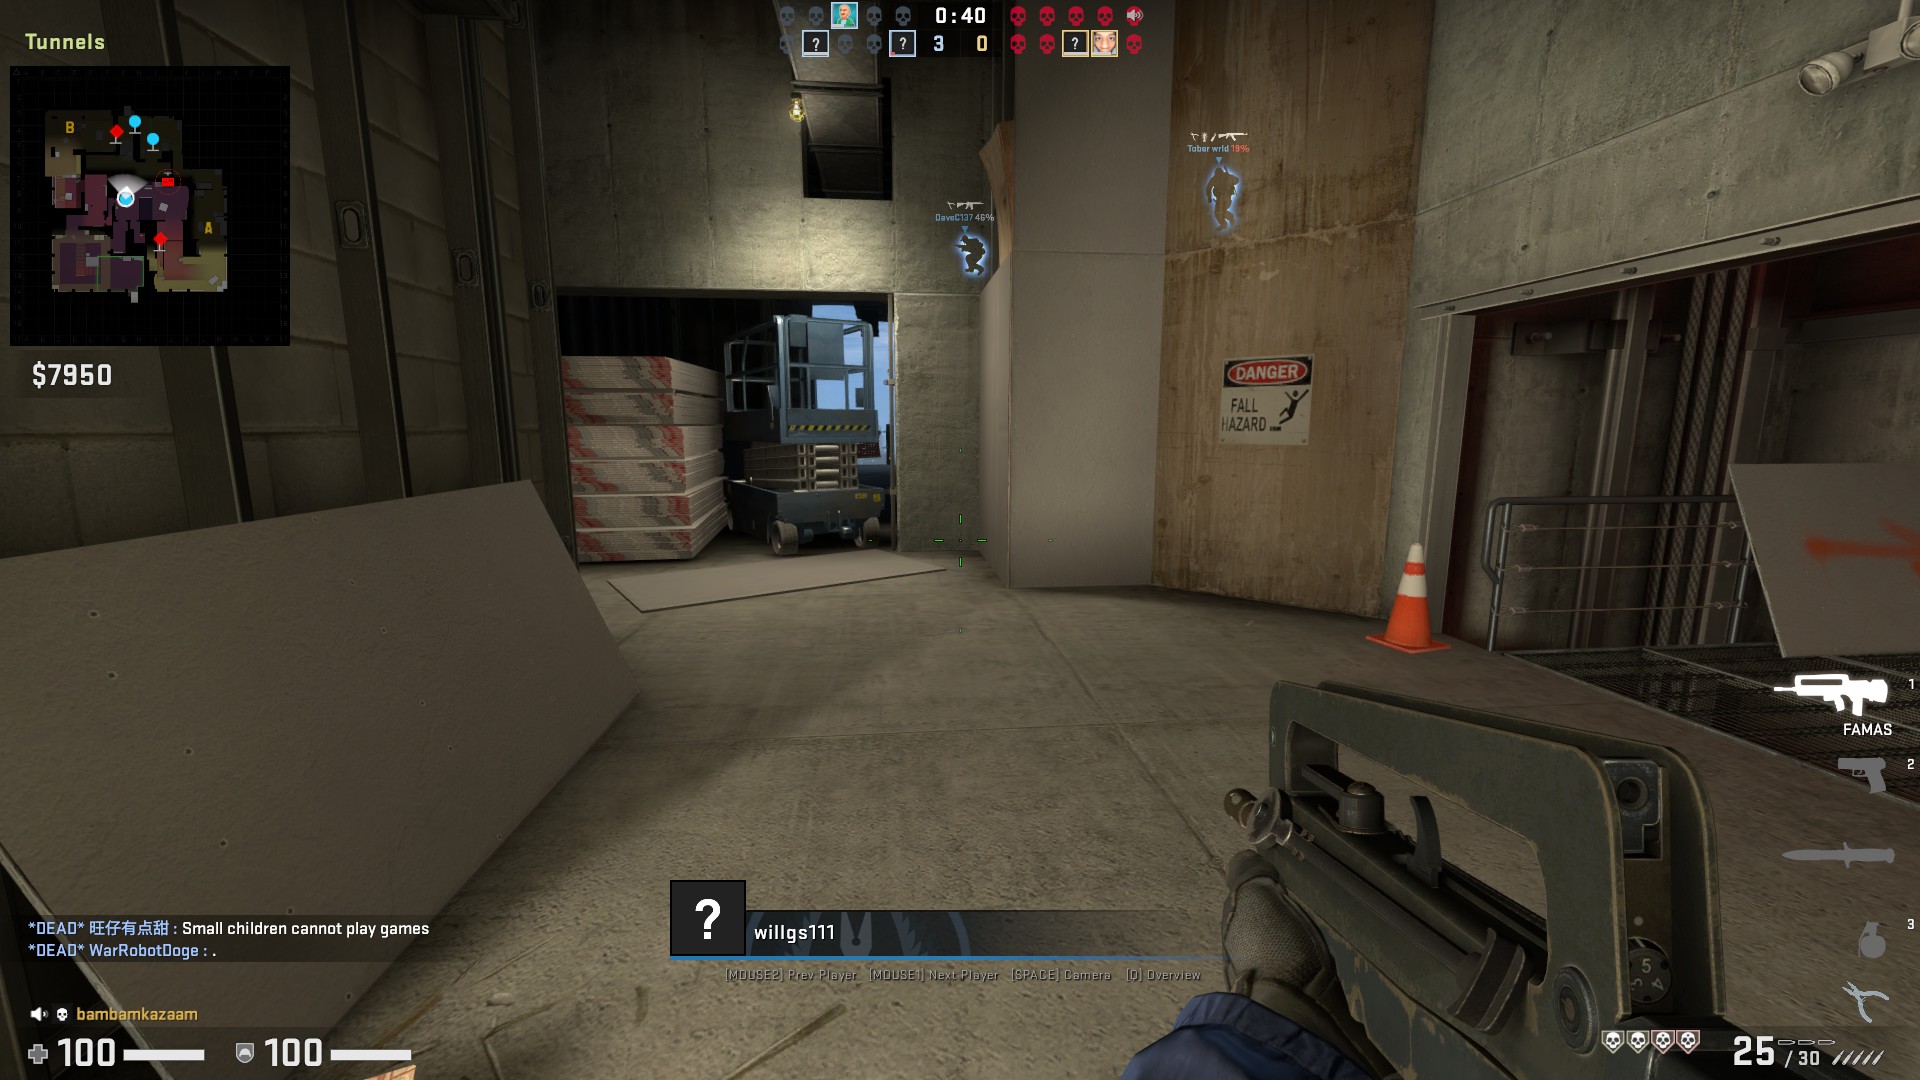 Tunnels
0:40
? ? 3 0 ?
B
A
$7950
Tober wrld 19%
DaveC137 46%
DANGER
FALL
HAZARD
1
FAMAS
2
3
*DEAD* 旺仔有点甜 : Small children cannot play games
*DEAD* WarRobotDoge : .
?
willgs111
[MOUSE2] Prev Player [MOUSE1] Next Player [SPACE] Camera [Q] Overview
bambamkazaam
100 100
5
25 / 30